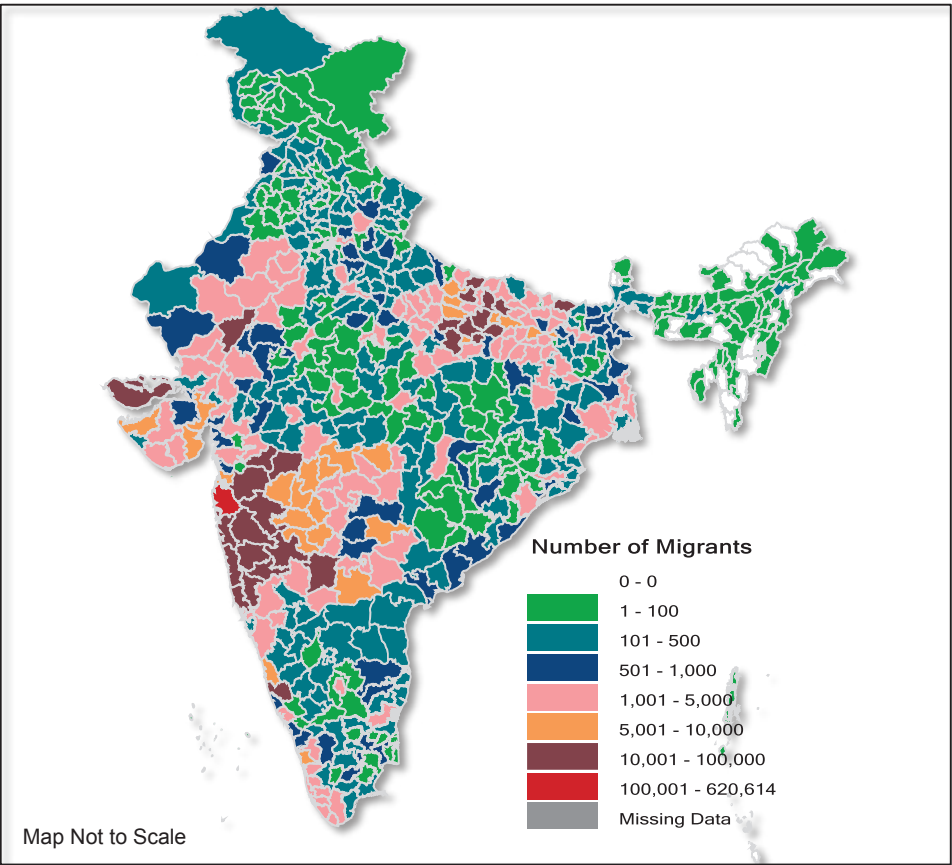 Number of Migrants
0 - 0
1 - 100
101 - 500
501 - 1,000
1,001 - 5,000
5,001 - 10,000
10,001 - 100,000
100,001 - 620,614
Missing Data
Map Not to Scale